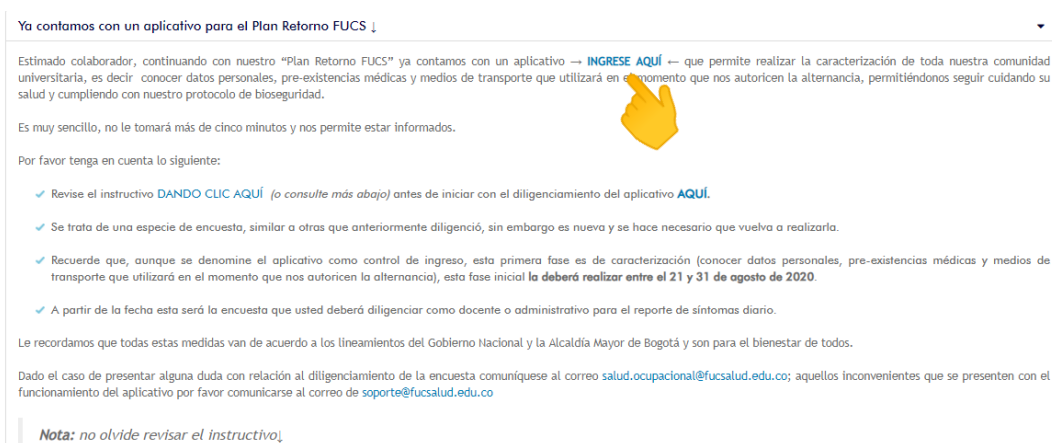 Ya contamos con un aplicativo para el Plan Retorno FUCS ↓
Estimado colaborador, continuando con nuestro “Plan Retorno FUCS” ya contamos con un aplicativo → INGRESE AQUÍ ← que permite realizar la caracterización de toda nuestra comunidad
universitaria, es decir conocer datos personales, pre-existencias médicas y medios de transporte que utilizará en el momento que nos autoricen la alternancia, permitiéndonos seguir cuidando su
salud y cumpliendo con nuestro protocolo de bioseguridad.
Es muy sencillo, no le tomará más de cinco minutos y nos permite estar informados.
Por favor tenga en cuenta lo siguiente:
✓ Revise el instructivo DANDO CLIC AQUÍ (o consulte más abajo) antes de iniciar con el diligenciamiento del aplicativo AQUÍ.
✓ Se trata de una especie de encuesta, similar a otras que anteriormente diligenció, sin embargo es nueva y se hace necesario que vuelva a realizarla.
✓ Recuerde que, aunque se denomine el aplicativo como control de ingreso, esta primera fase es de caracterización (conocer datos personales, pre-existencias médicas y medios de
transporte que utilizará en el momento que nos autoricen la alternancia), esta fase inicial la deberá realizar entre el 21 y 31 de agosto de 2020.
✓ A partir de la fecha esta será la encuesta que usted deberá diligenciar como docente o administrativo para el reporte de síntomas diario.
Le recordamos que todas estas medidas van de acuerdo a los lineamientos del Gobierno Nacional y la Alcaldía Mayor de Bogotá y son para el bienestar de todos.
Dado el caso de presentar alguna duda con relación al diligenciamiento de la encuesta comuníquese al correo salud.ocupacional@fucsalud.edu.co; aquellos inconvenientes que se presenten con el
funcionamiento del aplicativo por favor comunicarse al correo de soporte@fucsalud.edu.co
Nota: no olvide revisar el instructivo↓